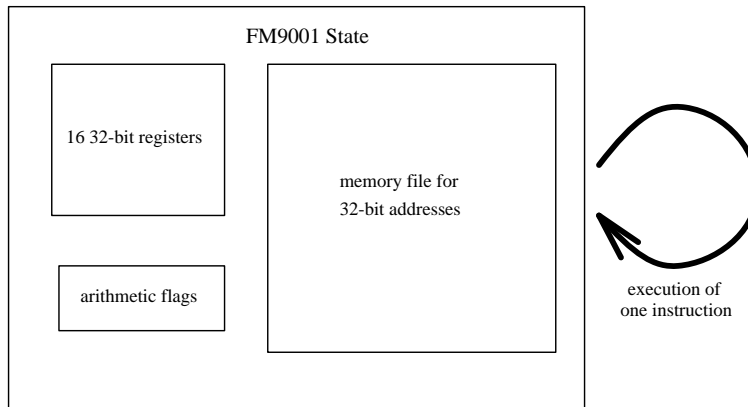 FM9001 State
16 32-bit registers
memory file for
32-bit addresses
arithmetic flags
execution of
one instruction